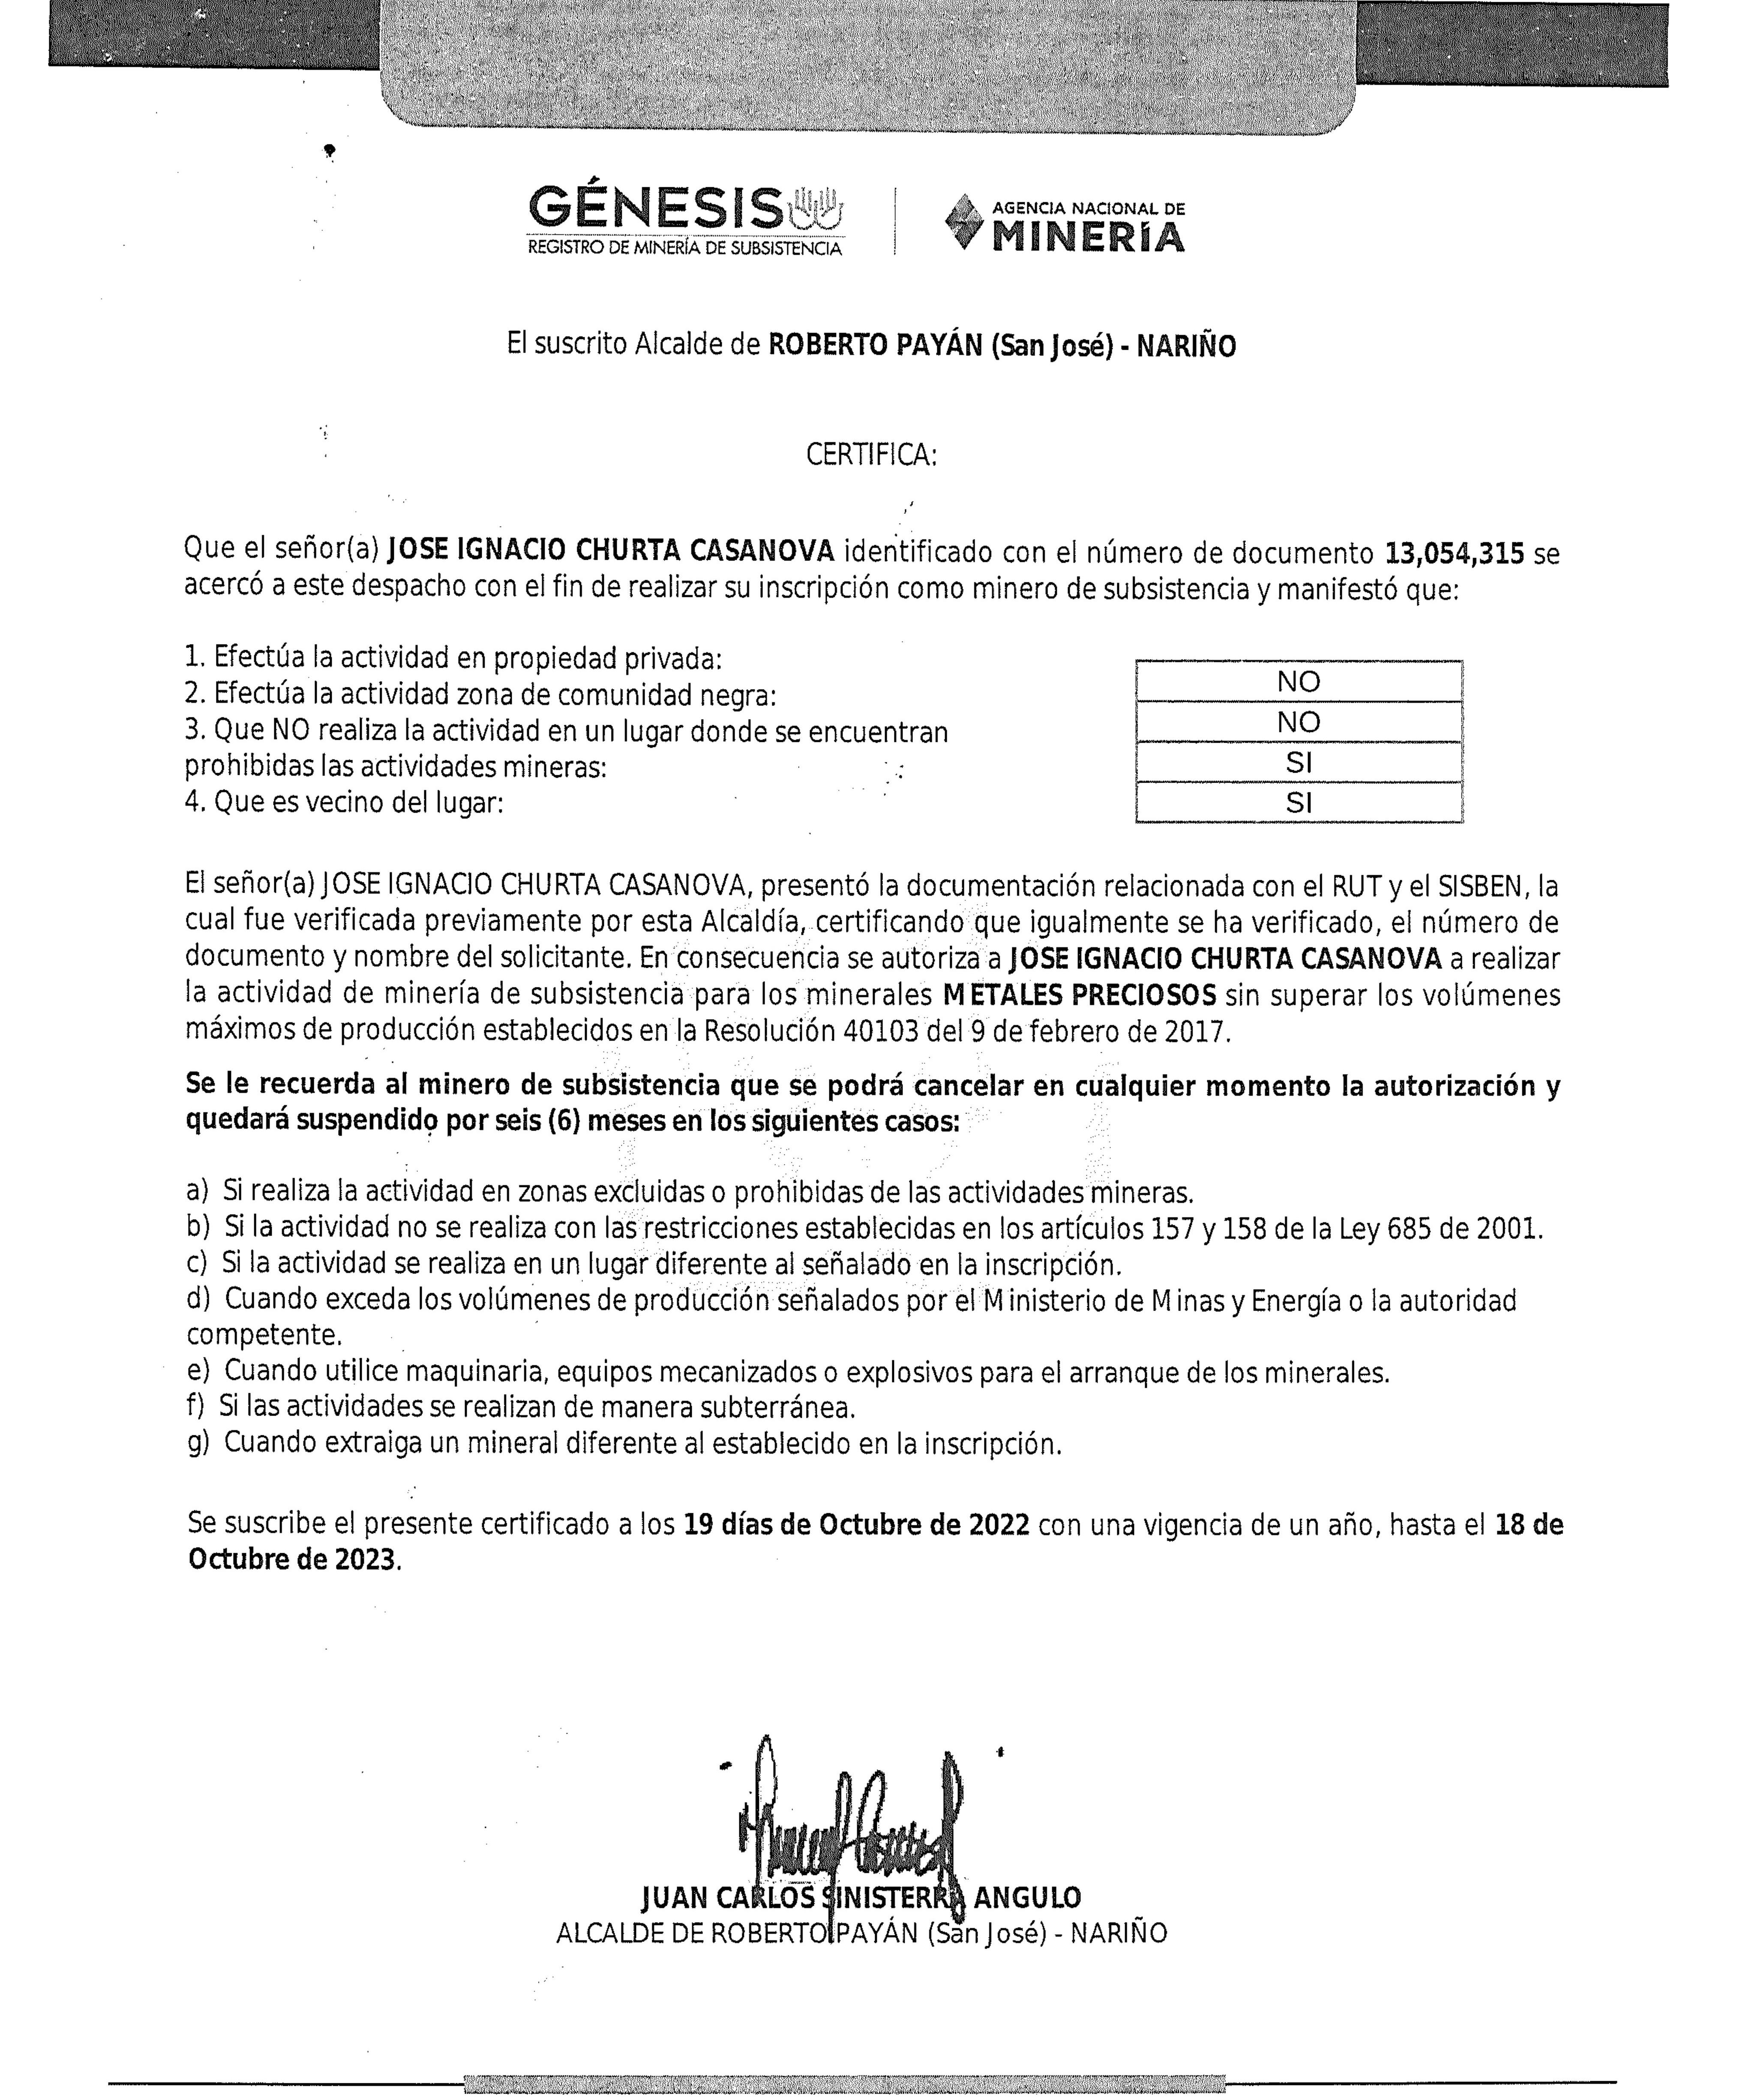 GÉNESIS
REGISTRO DE MINERÍA DE SUBSISTENCIA
AGENCIA NACIONAL DE
MINERÍA
El suscrito Alcalde de ROBERTO PAYÁN (San José) - NARIÑO
CERTIFICA:
Que el señor(a) JOSE IGNACIO CHURTA CASANOVA identificado con el número de documento 13,054,315 se
acercó a este despacho con el fin de realizar su inscripción como minero de subsistencia y manifestó que:
1. Efectúa la actividad en propiedad privada:
NO
2. Efectúa la actividad zona de comunidad negra:
NO
3. Que NO realiza la actividad en un lugar donde se encuentran
prohibidas las actividades mineras:
SI
4. Que es vecino del lugar:
SI
El señor(a) JOSE IGNACIO CHURTA CASANOVA, presentó la documentación relacionada con el RUT y el SISBEN, la
cual fue verificada previamente por esta Alcaldía, certificando que igualmente se ha verificado, el número de
documento y nombre del solicitante. En consecuencia se autoriza a JOSE IGNACIO CHURTA CASANOVA a realizar
la actividad de minería de subsistencia para los minerales METALES PRECIOSOS sin superar los volúmenes
máximos de producción establecidos en la Resolución 40103 del 9 de febrero de 2017.
Se le recuerda al minero de subsistencia que se podrá cancelar en cualquier momento la autorización y
quedará suspendido por seis (6) meses en los siguientes casos:
a) Si realiza la actividad en zonas excluidas o prohibidas de las actividades mineras.
b) Si la actividad no se realiza con las restricciones establecidas en los artículos 157 y 158 de la Ley 685 de 2001.
c) Si la actividad se realiza en un lugar diferente al señalado en la inscripción.
d) Cuando exceda los volúmenes de producción señalados por el Ministerio de Minas y Energía o la autoridad
competente.
e) Cuando utilice maquinaria, equipos mecanizados o explosivos para el arranque de los minerales.
f) Si las actividades se realizan de manera subterránea.
g) Cuando extraiga un mineral diferente al establecido en la inscripción.
Se suscribe el presente certificado a los 19 días de Octubre de 2022 con una vigencia de un año, hasta el 18 de
Octubre de 2023.
JUAN CARLOS SINISTERRA ANGULO
ALCALDE DE ROBERTO PAYÁN (San José) - NARIÑO